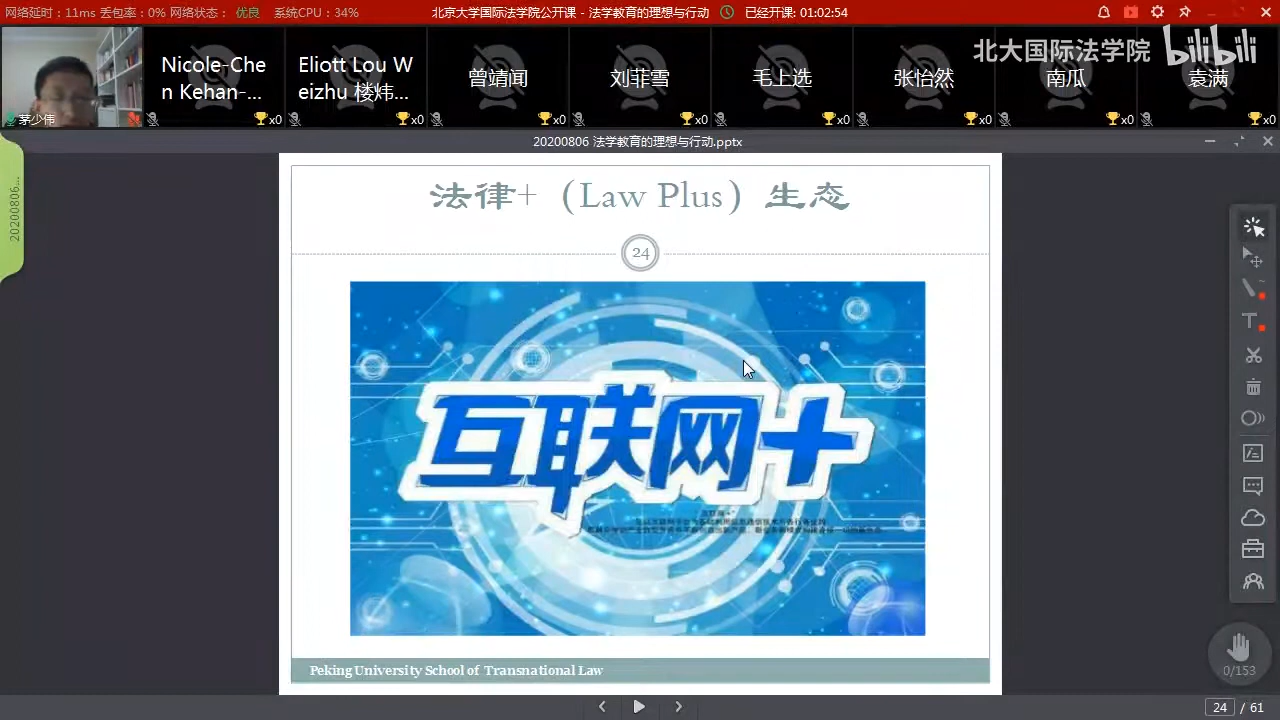 网络延时：11ms 丢包率：0% 网络状态： 优良 系统CPU：34%
北京大学国际法学院公开课 - 法学教育的理想与行动 已经开课: 01:02:54
北大国际法学院 bilibili
Nicole-Che
n Kehan-...
Eliott Lou W
eizhu 楼炜...
曾靖闻
刘菲雪
毛上选
张怡然
南瓜
袁满
茅少伟
x0
x0
x0
x0
x0
x0
x0
x0
20200806 法学教育的理想与行动.pptx
20200806...
法律+（Law Plus）生态
24
互联网+
Peking University School of Transnational Law
0/153
24 / 61